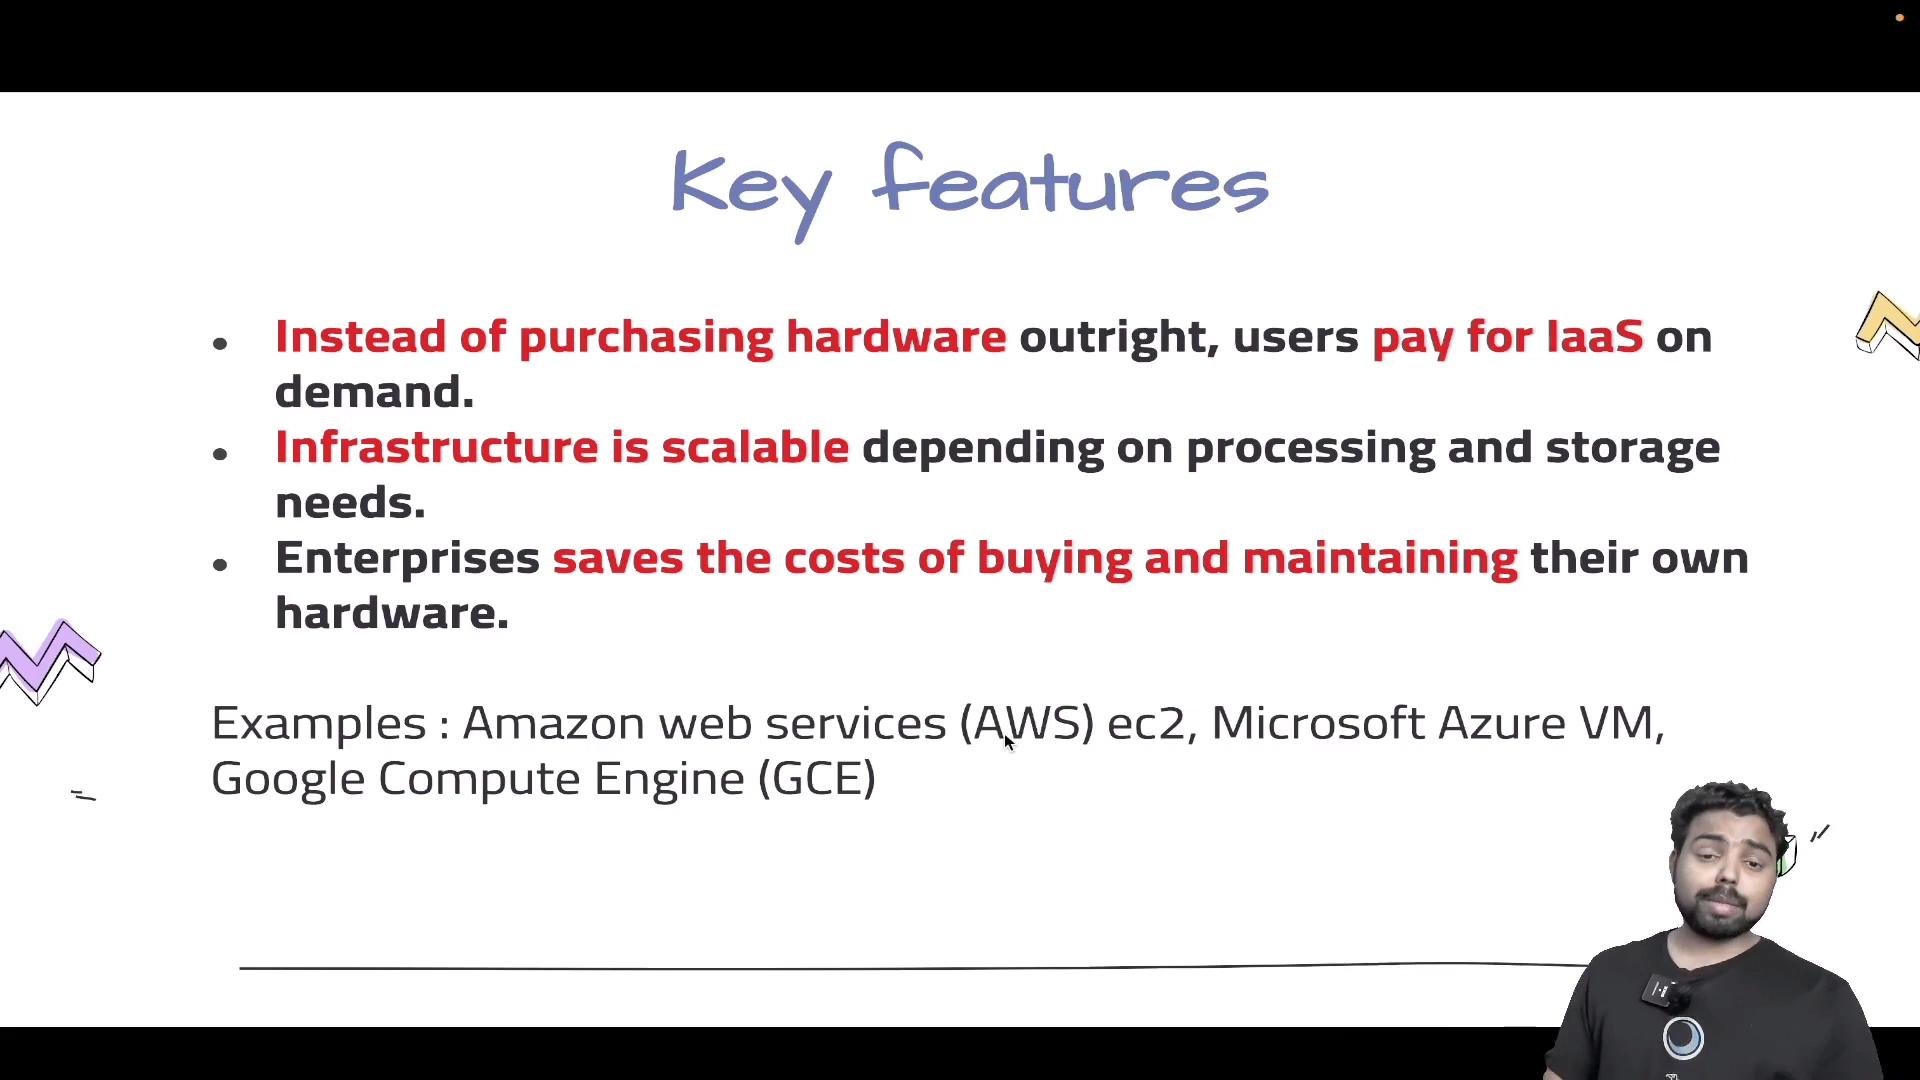 Key features
• Instead of purchasing hardware outright, users pay for IaaS on
demand.
• Infrastructure is scalable depending on processing and storage
needs.
• Enterprises saves the costs of buying and maintaining their own
hardware.
Examples : Amazon web services (AWS) ec2, Microsoft Azure VM,
Google Compute Engine (GCE)